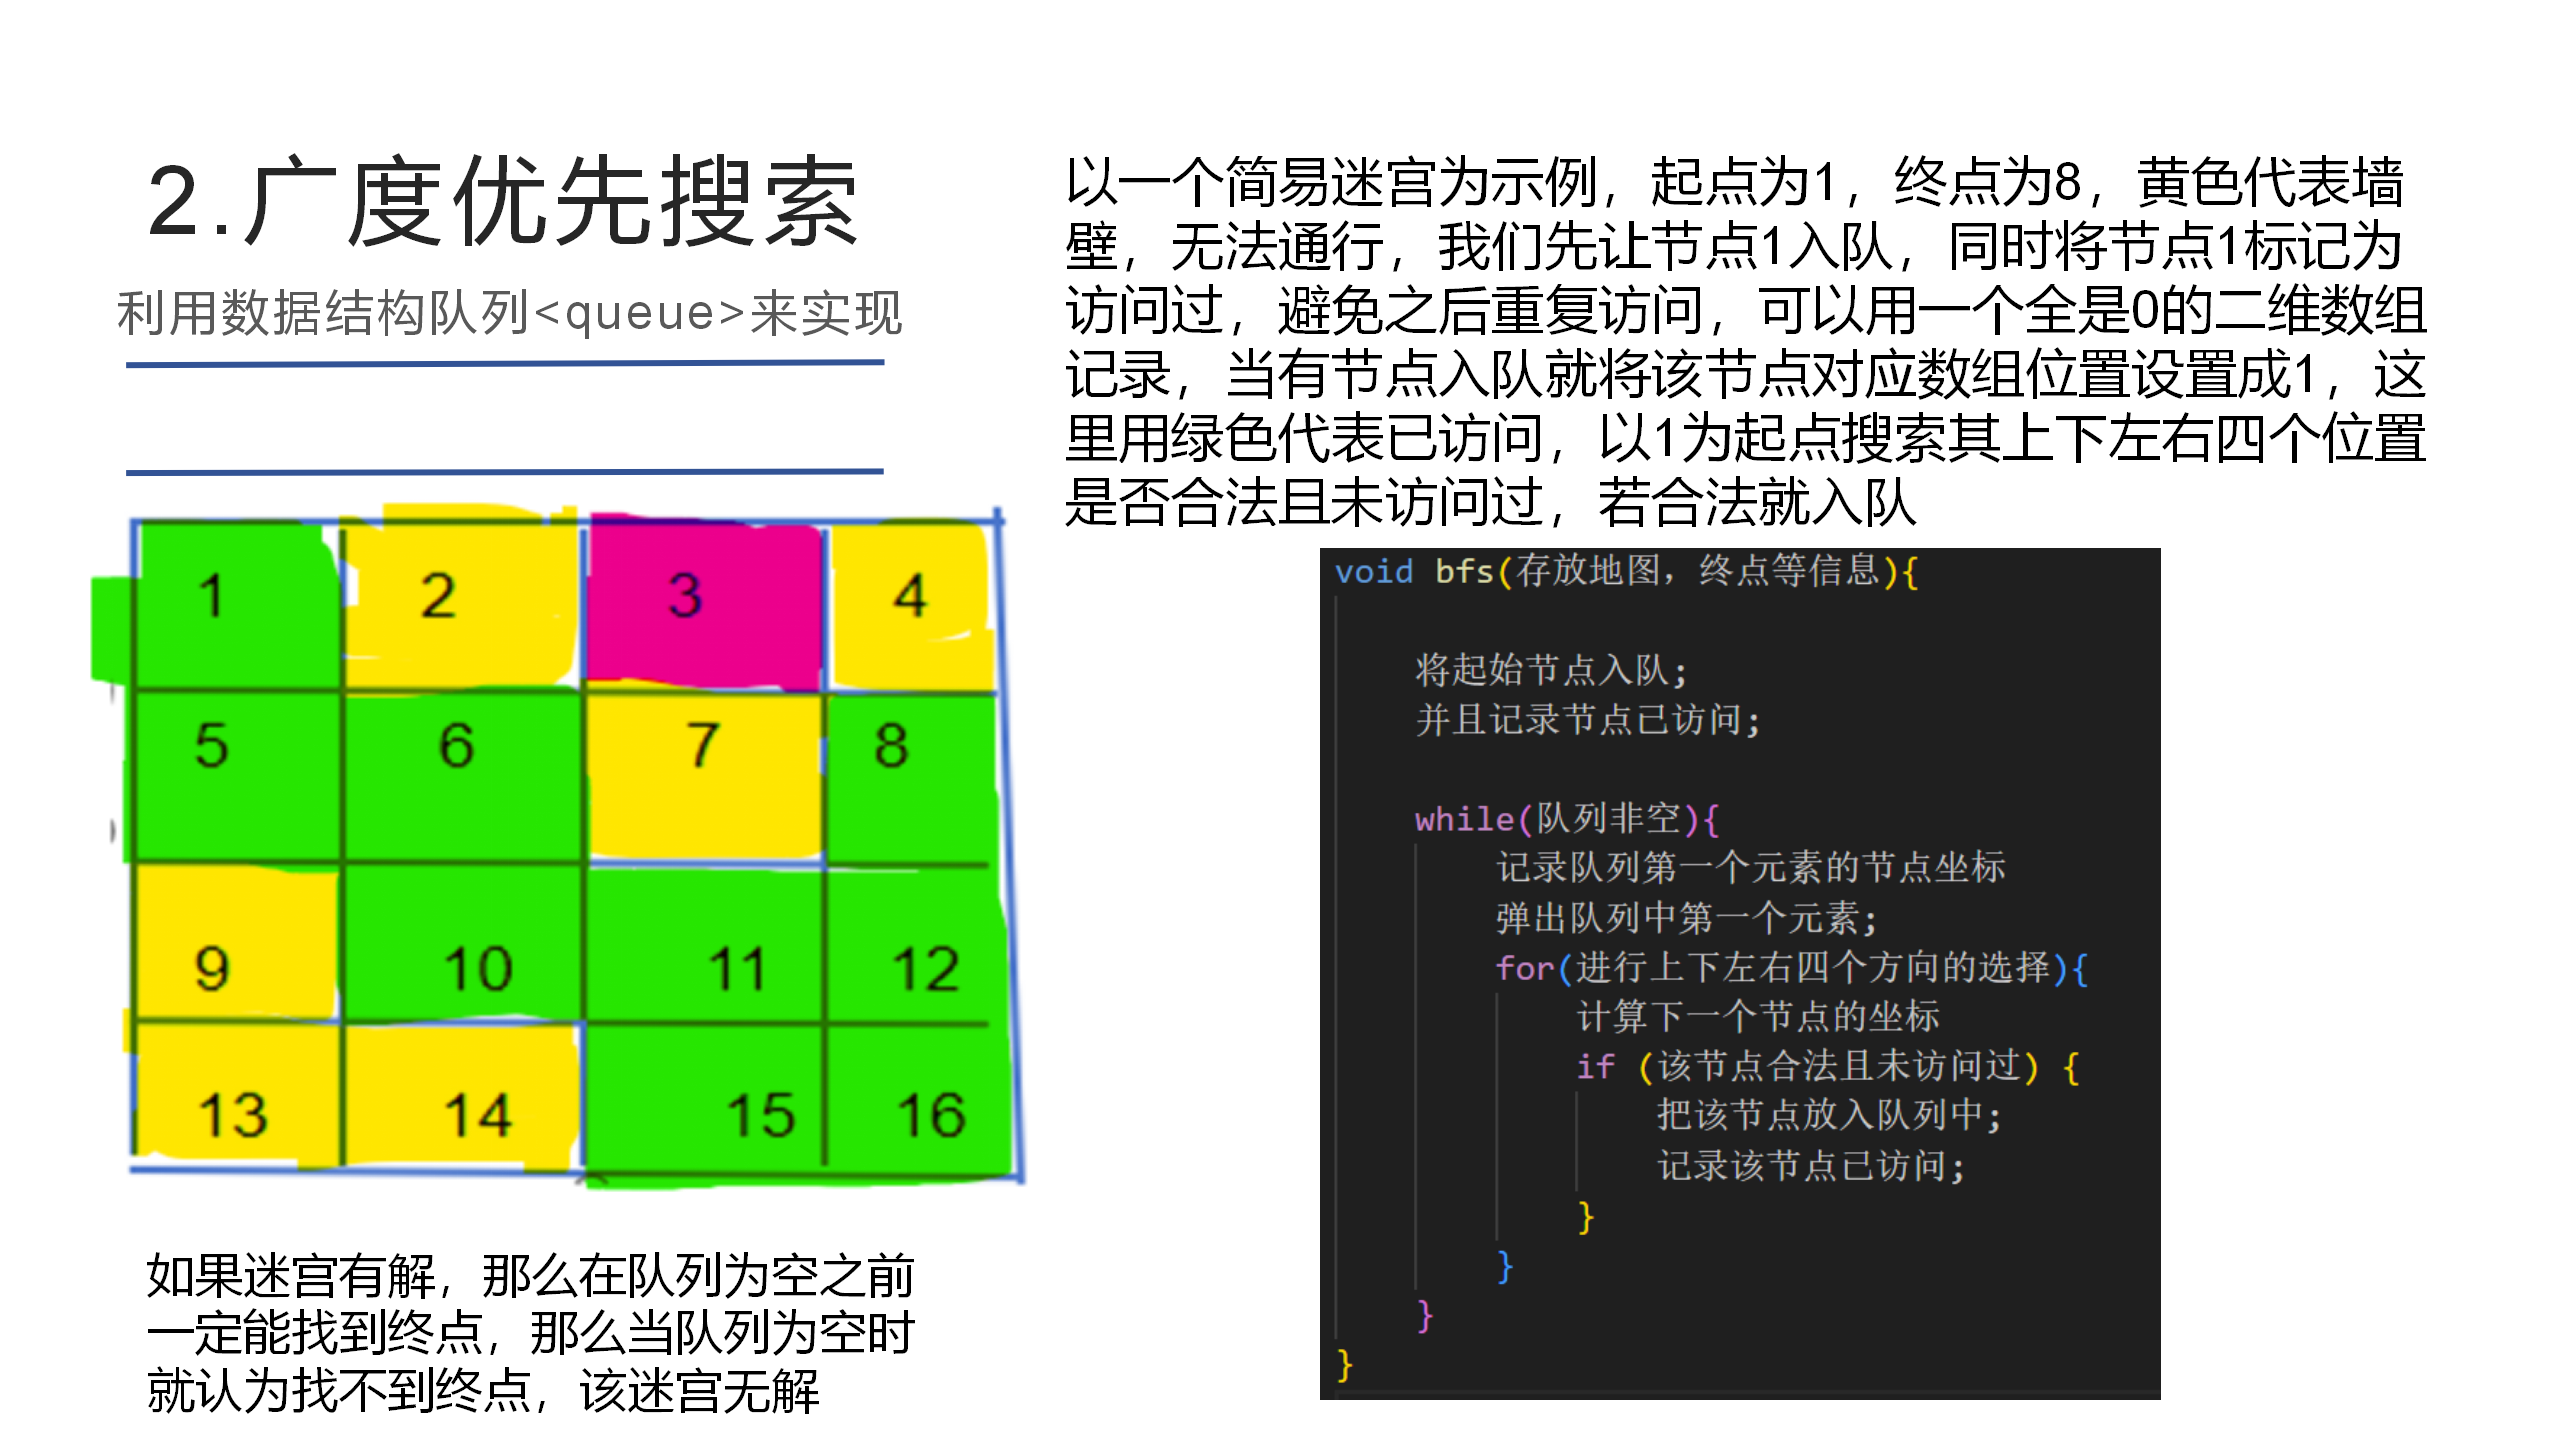 2.广度优先搜索
利用数据结构队列<queue>来实现
以一个简易迷宫为示例，起点为1，终点为8，黄色代表墙
壁，无法通行，我们先让节点1入队，同时将节点1标记为
访问过，避免之后重复访问，可以用一个全是0的二维数组
记录，当有节点入队就将该节点对应数组位置设置成1，这
里用绿色代表已访问，以1为起点搜索其上下左右四个位置
是否合法且未访问过，若合法就入队
1 2 3 4
5 6 7 8
9 10 11 12
13 14 15 16
如果迷宫有解，那么在队列为空之前
一定能找到终点，那么当队列为空时
就认为找不到终点，该迷宫无解
void bfs(存放地图，终点等信息){
将起始节点入队;
并且记录节点已访问;
while(队列非空){
记录队列第一个元素的节点坐标
弹出队列中第一个元素;
for(进行上下左右四个方向的选择){
计算下一个节点的坐标
if (该节点合法且未访问过) {
把该节点放入队列中;
记录该节点已访问;
}
}
}
}